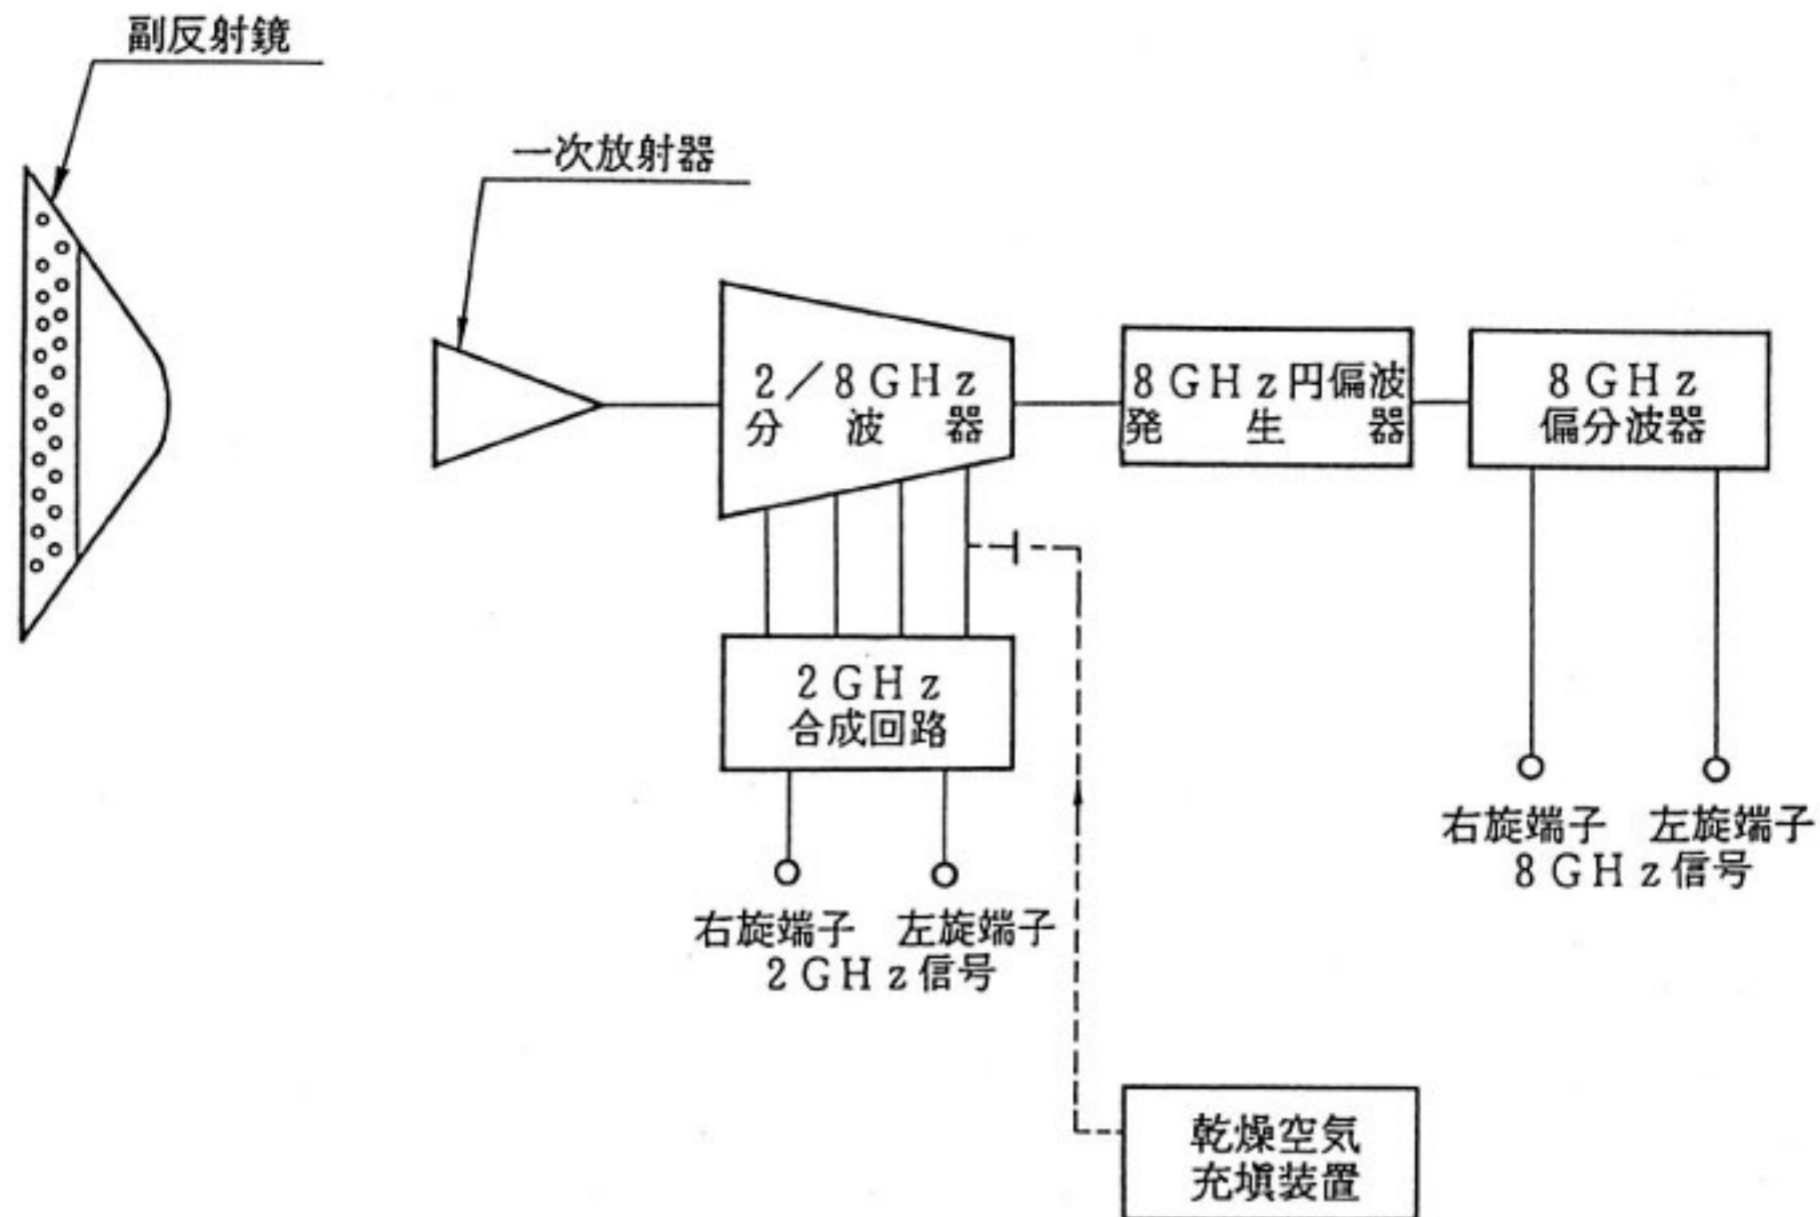 副反射鏡
一次放射器
2／8GHz
分波器
8GHz円偏波
発生器
8GHz
偏分波器
2GHz
合成回路
右旋端子 左旋端子
8GHz信号
右旋端子 左旋端子
2GHz信号
乾燥空気
充塡装置